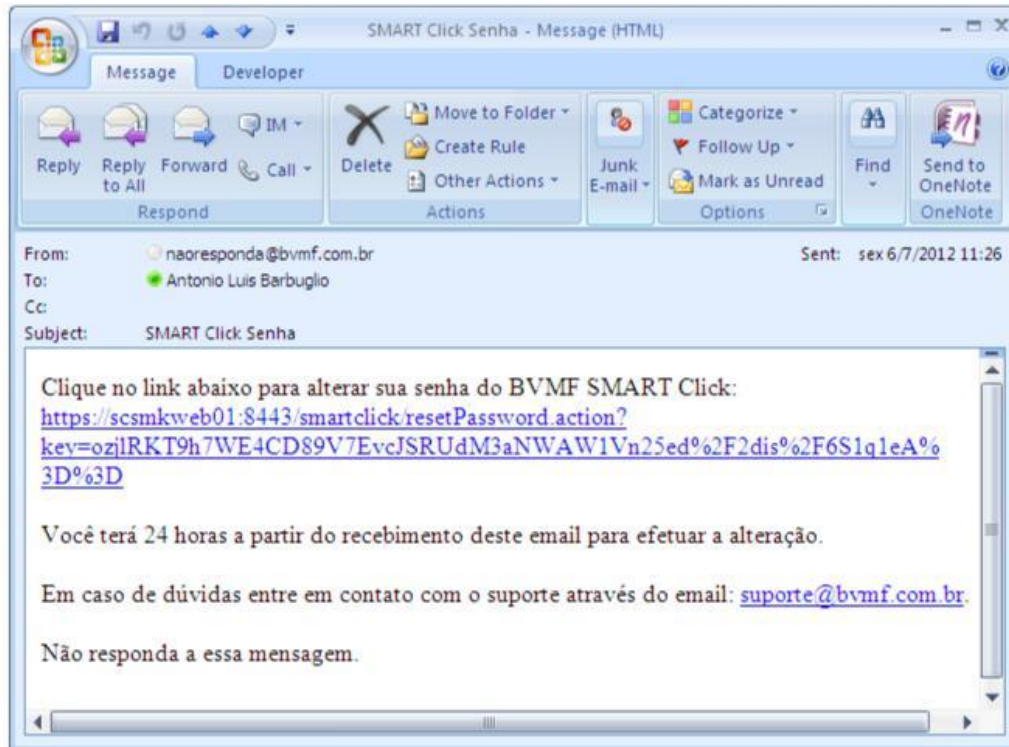 SMART Click Senha - Message (HTML)
Message Developer
Reply
Reply to All
Forward
IM
Call
Respond
Delete
Move to Folder
Create Rule
Other Actions
Actions
Junk E-mail
Categorize
Follow Up
Mark as Unread
Options
Find
Send to OneNote
OneNote
From: naoresponda@bvmf.com.br Sent: sex 6/7/2012 11:26
To: Antonio Luis Barbuglio
Cc:
Subject: SMART Click Senha
Clique no link abaixo para alterar sua senha do BVMF SMART Click:
https://scsmkweb01:8443/smartclick/resetPassword.action?
key=ozjlRKT9h7WE4CD89V7EvcJSRUdM3aNWAW1Vn25ed%2F2dis%2F6S1q1eA%
3D%3D
Você terá 24 horas a partir do recebimento deste email para efetuar a alteração.
Em caso de dúvidas entre em contato com o suporte através do email: suporte@bvmf.com.br.
Não responda a essa mensagem.